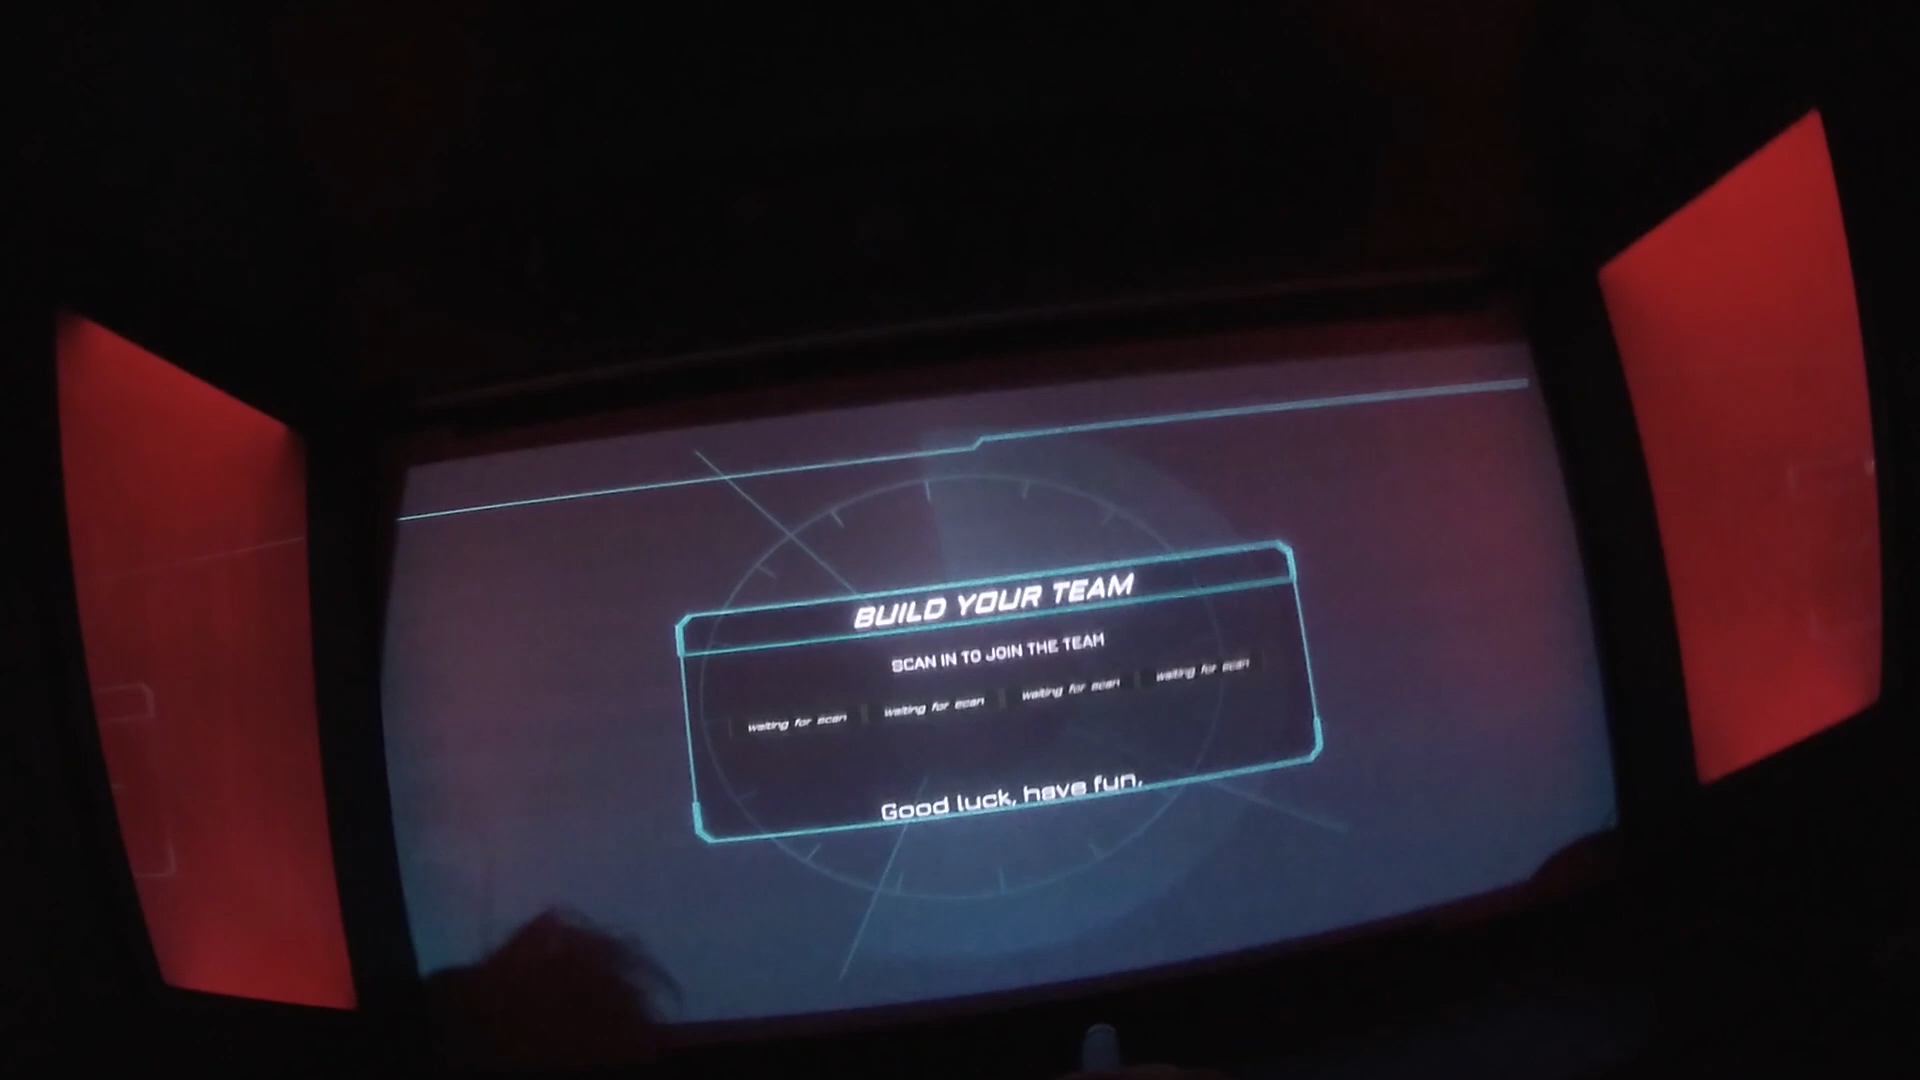 BUILD YOUR TEAM
SCAN IN TO JOIN THE TEAM
waiting for scan waiting for scan waiting for scan waiting for scan
Good luck, have fun,